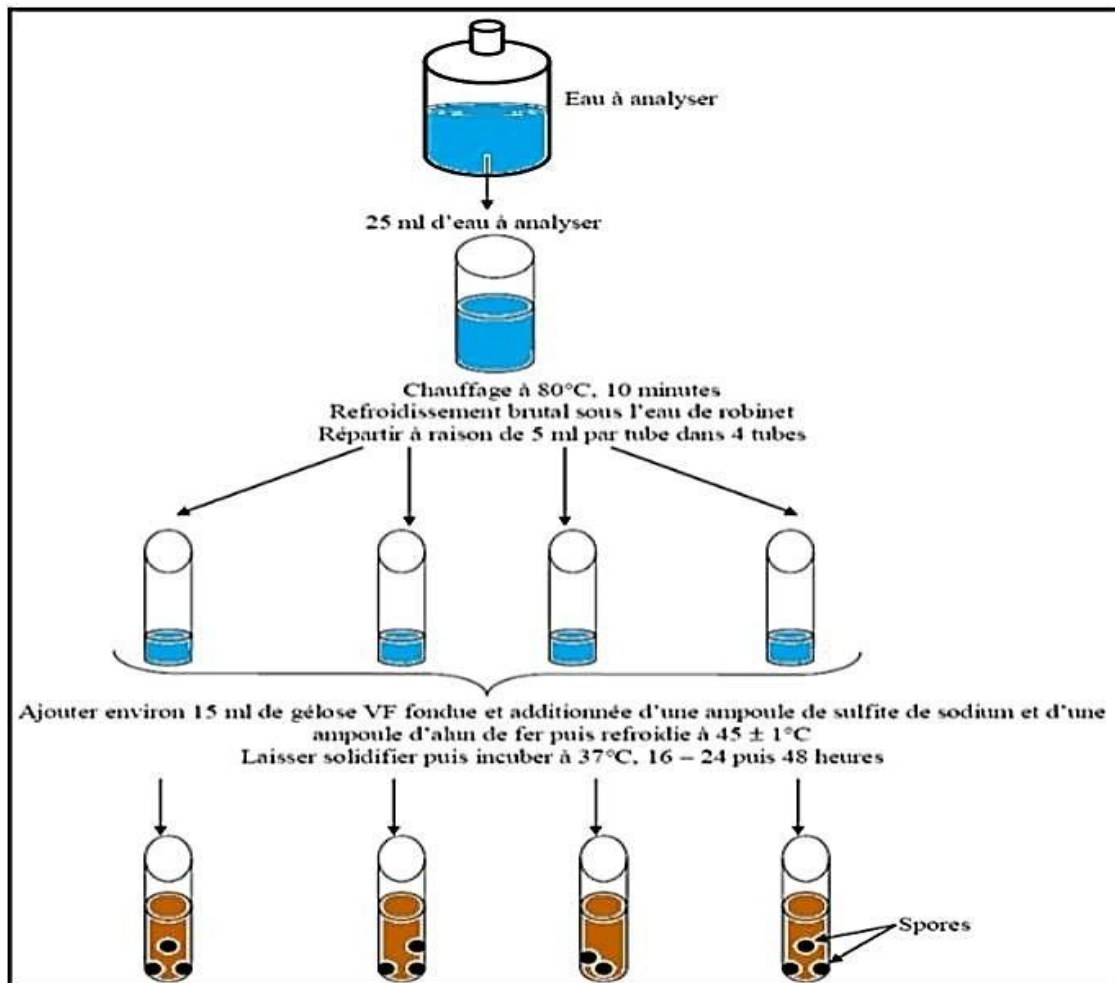 Eau à analyser
25 ml d'eau à analyser
Chauffage à 80°C, 10 minutes
Refroidissement brutal sous l'eau de robinet
Répartir à raison de 5 ml par tube dans 4 tubes
Ajouter environ 15 ml de gélose VF fondue et additionnée d'une ampoule de sulfite de sodium et d'une
ampoule d'alun de fer puis refroidie à 45 ± 1°C
Laisser solidifier puis incuber à 37°C, 16 – 24 puis 48 heures
Spores